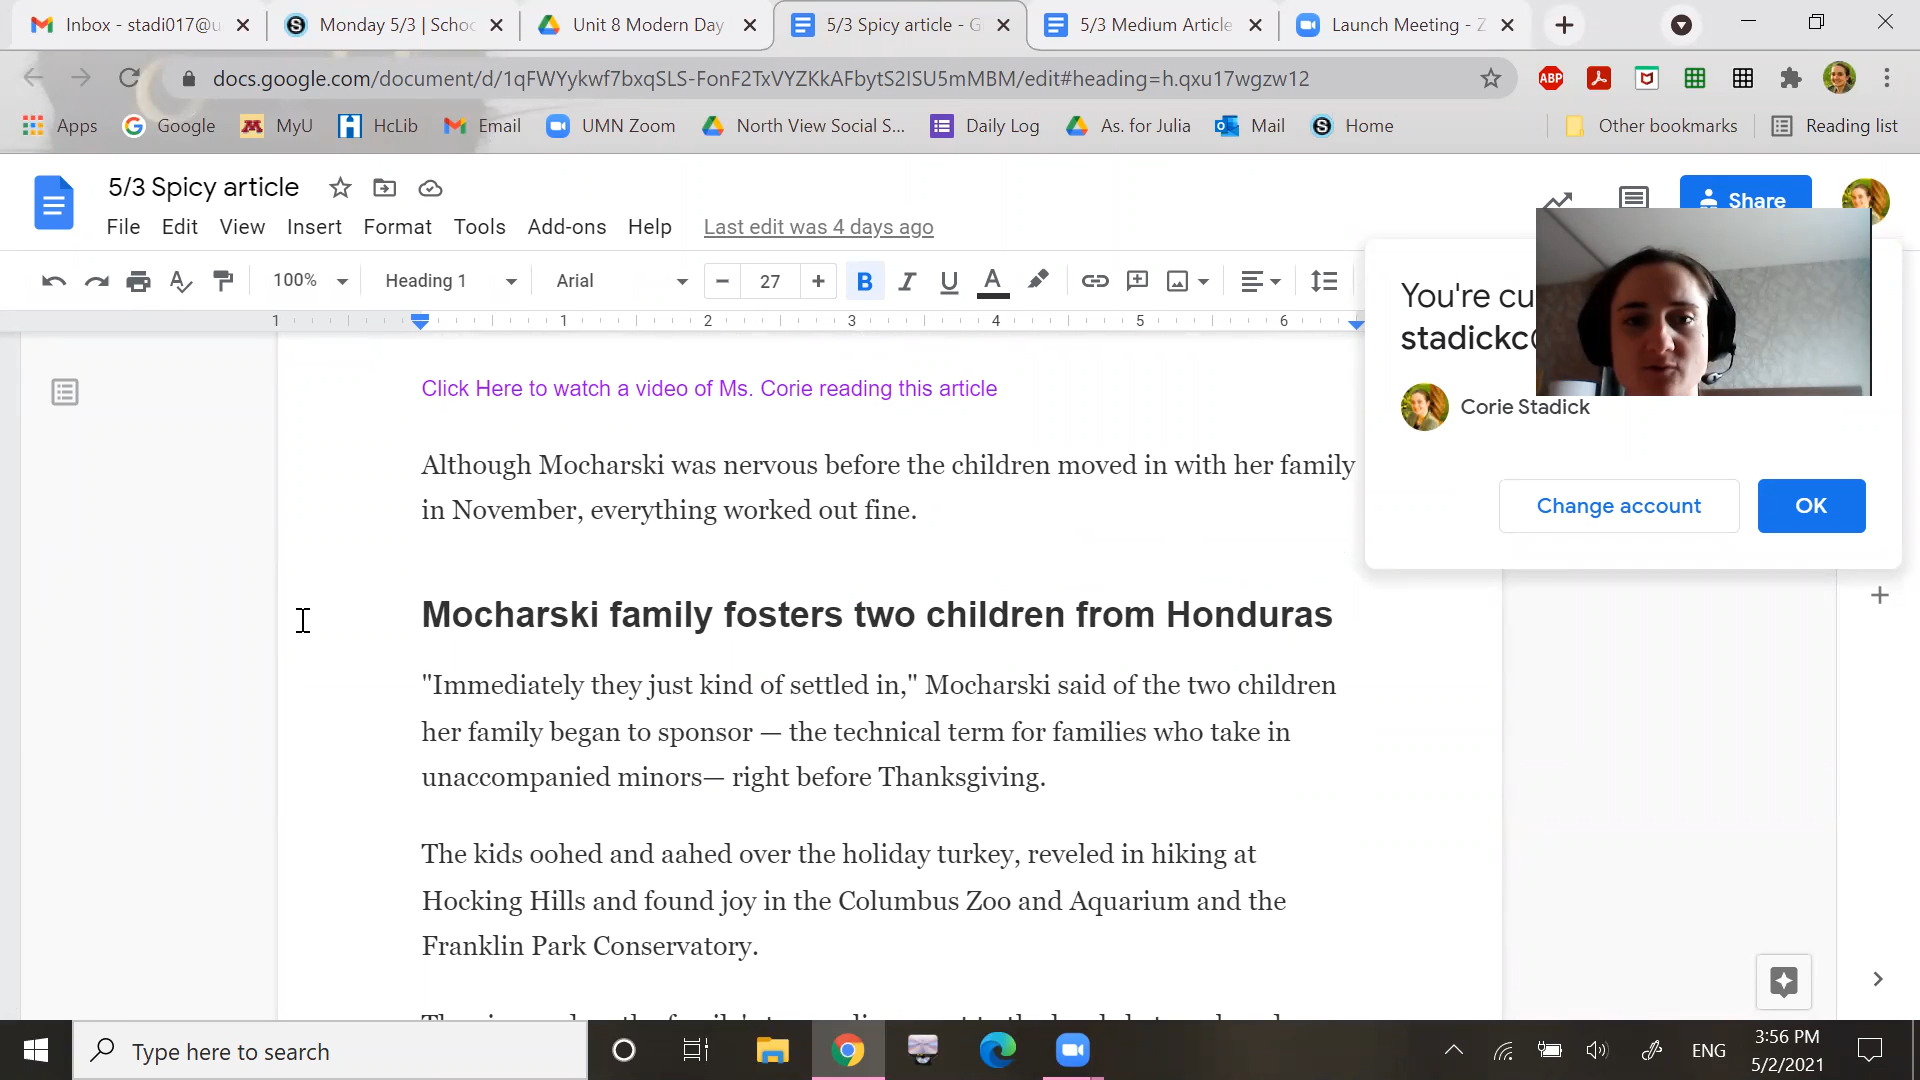 Inbox - stadi017@u
Monday 5/3 | Schoo
Unit 8 Modern Day
5/3 Spicy article - G
5/3 Medium Article
Launch Meeting - Z
docs.google.com/document/d/1qFWYykwf7bxqSLS-FonF2TxVYZKkAFbytS2ISU5mMBM/edit#heading=h.qxu17wgzw12
ABP
Apps
Google
MyU
HcLib
Email
UMN Zoom
North View Social S...
Daily Log
As. for Julia
Mail
Home
Other bookmarks
Reading list
5/3 Spicy article
Share
File Edit View Insert Format Tools Add-ons Help Last edit was 4 days ago
100% Heading 1 Arial 27 B I U A
1 1 2 3 4 5 6
You're cu
stadickc@
Corie Stadick
Change account
OK
Click Here to watch a video of Ms. Corie reading this article
Although Mocharski was nervous before the children moved in with her family
in November, everything worked out fine.
Mocharski family fosters two children from Honduras
"Immediately they just kind of settled in," Mocharski said of the two children
her family began to sponsor — the technical term for families who take in
unaccompanied minors— right before Thanksgiving.
The kids oohed and aahed over the holiday turkey, reveled in hiking at
Hocking Hills and found joy in the Columbus Zoo and Aquarium and the
Franklin Park Conservatory.
Type here to search
ENG
3:56 PM
5/2/2021